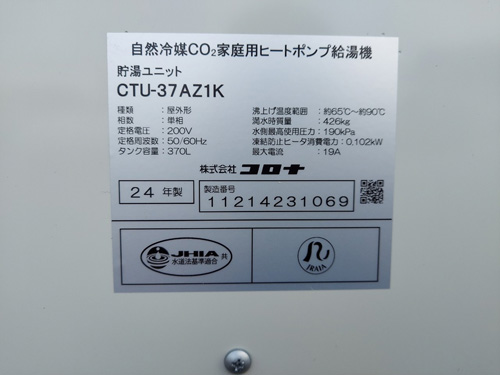 自然冷媒CO₂家庭用ヒートポンプ給湯機
貯湯ユニット
CTU-37AZ1K
種類 : 屋外形
相数 : 単相
定格電圧 : 200V
定格周波数 : 50/60Hz
タンク容量 : 370L
沸上げ温度範囲 : 約65℃～約90℃
満水時質量 : 426kg
水側最高使用圧力 : 190kPa
凍結防止ヒータ消費電力 : 0.102kW
最大電流 : 19A
株式会社 コロナ
24 年製
製造番号
11214231069
JHIA 共
水道法基準適合
JRAIA